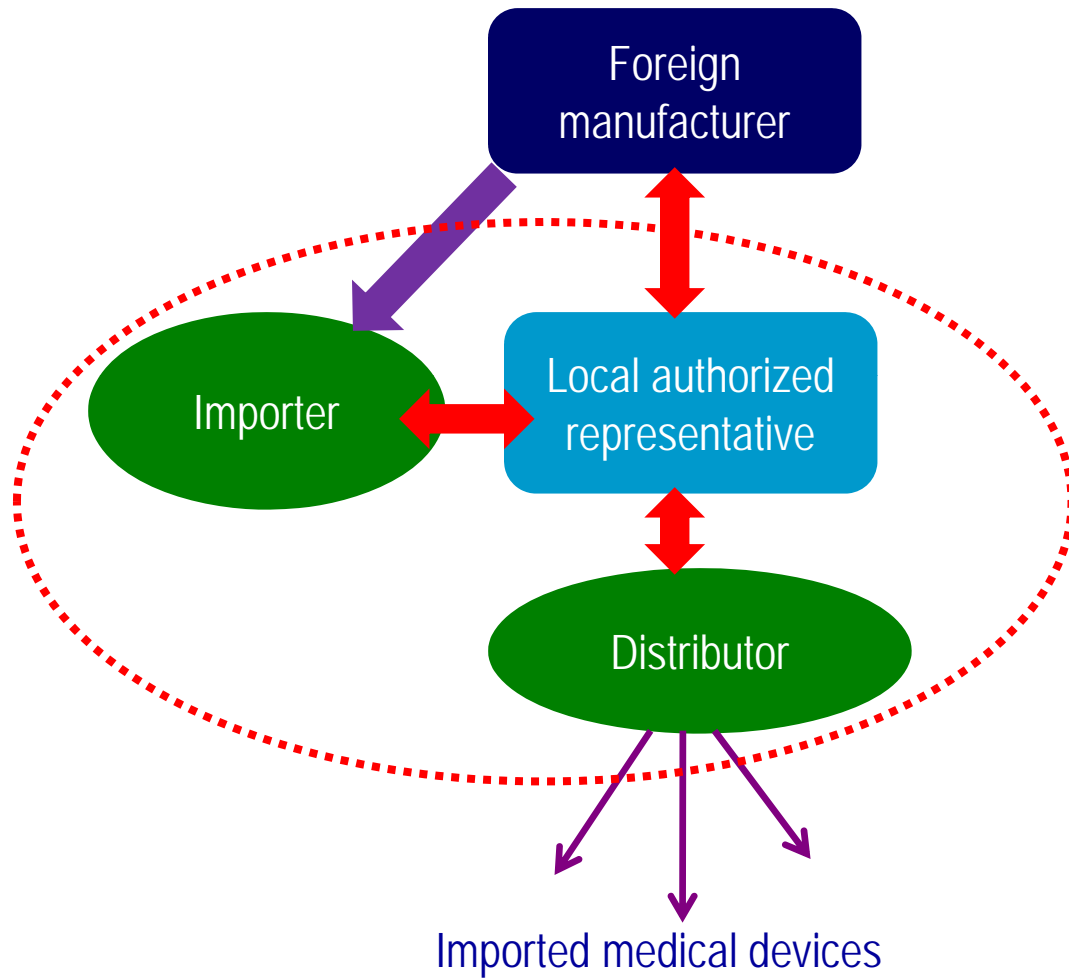 Foreign
manufacturer
Importer
Local authorized
representative
Distributor
Imported medical devices